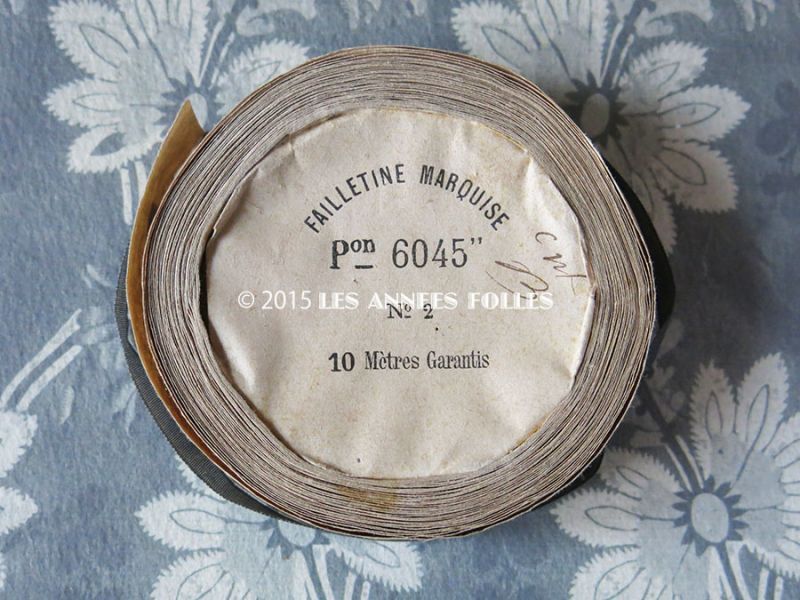 FAILLETINE MARQUISE
Pon 6045"
© 2015 LES ANNEES FOLLES
No 2
10 Mètres Garantis